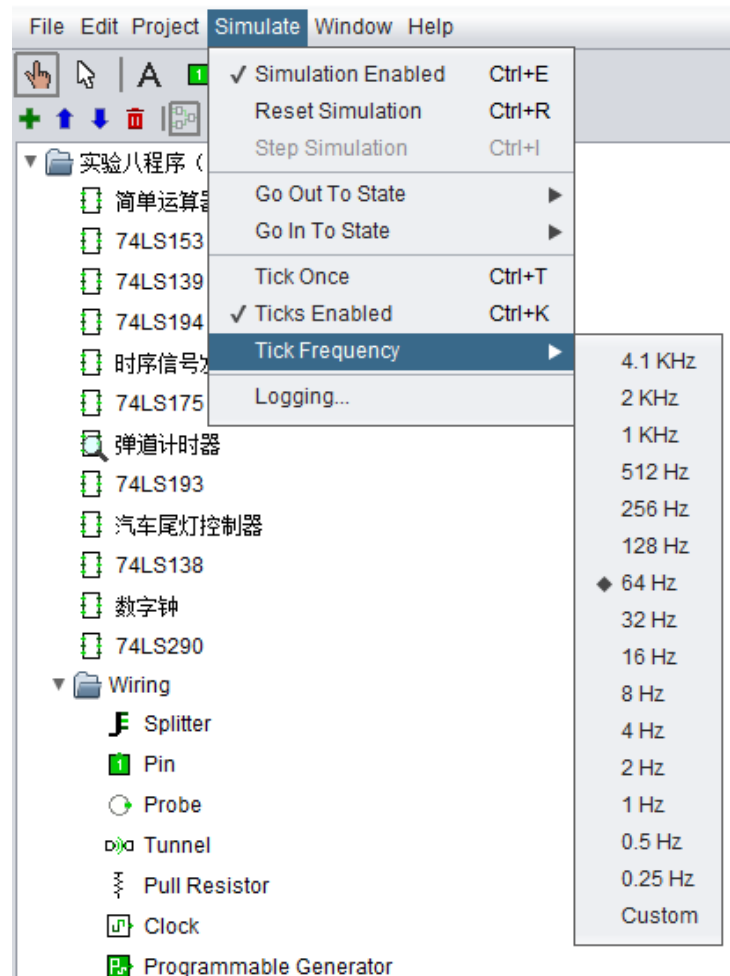 File Edit Project Simulate Window Help
A 1
✓ Simulation Enabled Ctrl+E
Reset Simulation Ctrl+R
Step Simulation Ctrl+I
Go Out To State
Go In To State
Tick Once Ctrl+T
✓ Ticks Enabled Ctrl+K
Tick Frequency
Logging...
4.1 KHz
2 KHz
1 KHz
512 Hz
256 Hz
128 Hz
◆ 64 Hz
32 Hz
16 Hz
8 Hz
4 Hz
2 Hz
1 Hz
0.5 Hz
0.25 Hz
Custom
实验八程序（
简单运算
74LS153
74LS139
74LS194
时序信号
74LS175
弹道计时器
74LS193
汽车尾灯控制器
74LS138
数字钟
74LS290
Wiring
Splitter
1 Pin
Probe
Tunnel
Pull Resistor
Clock
Programmable Generator